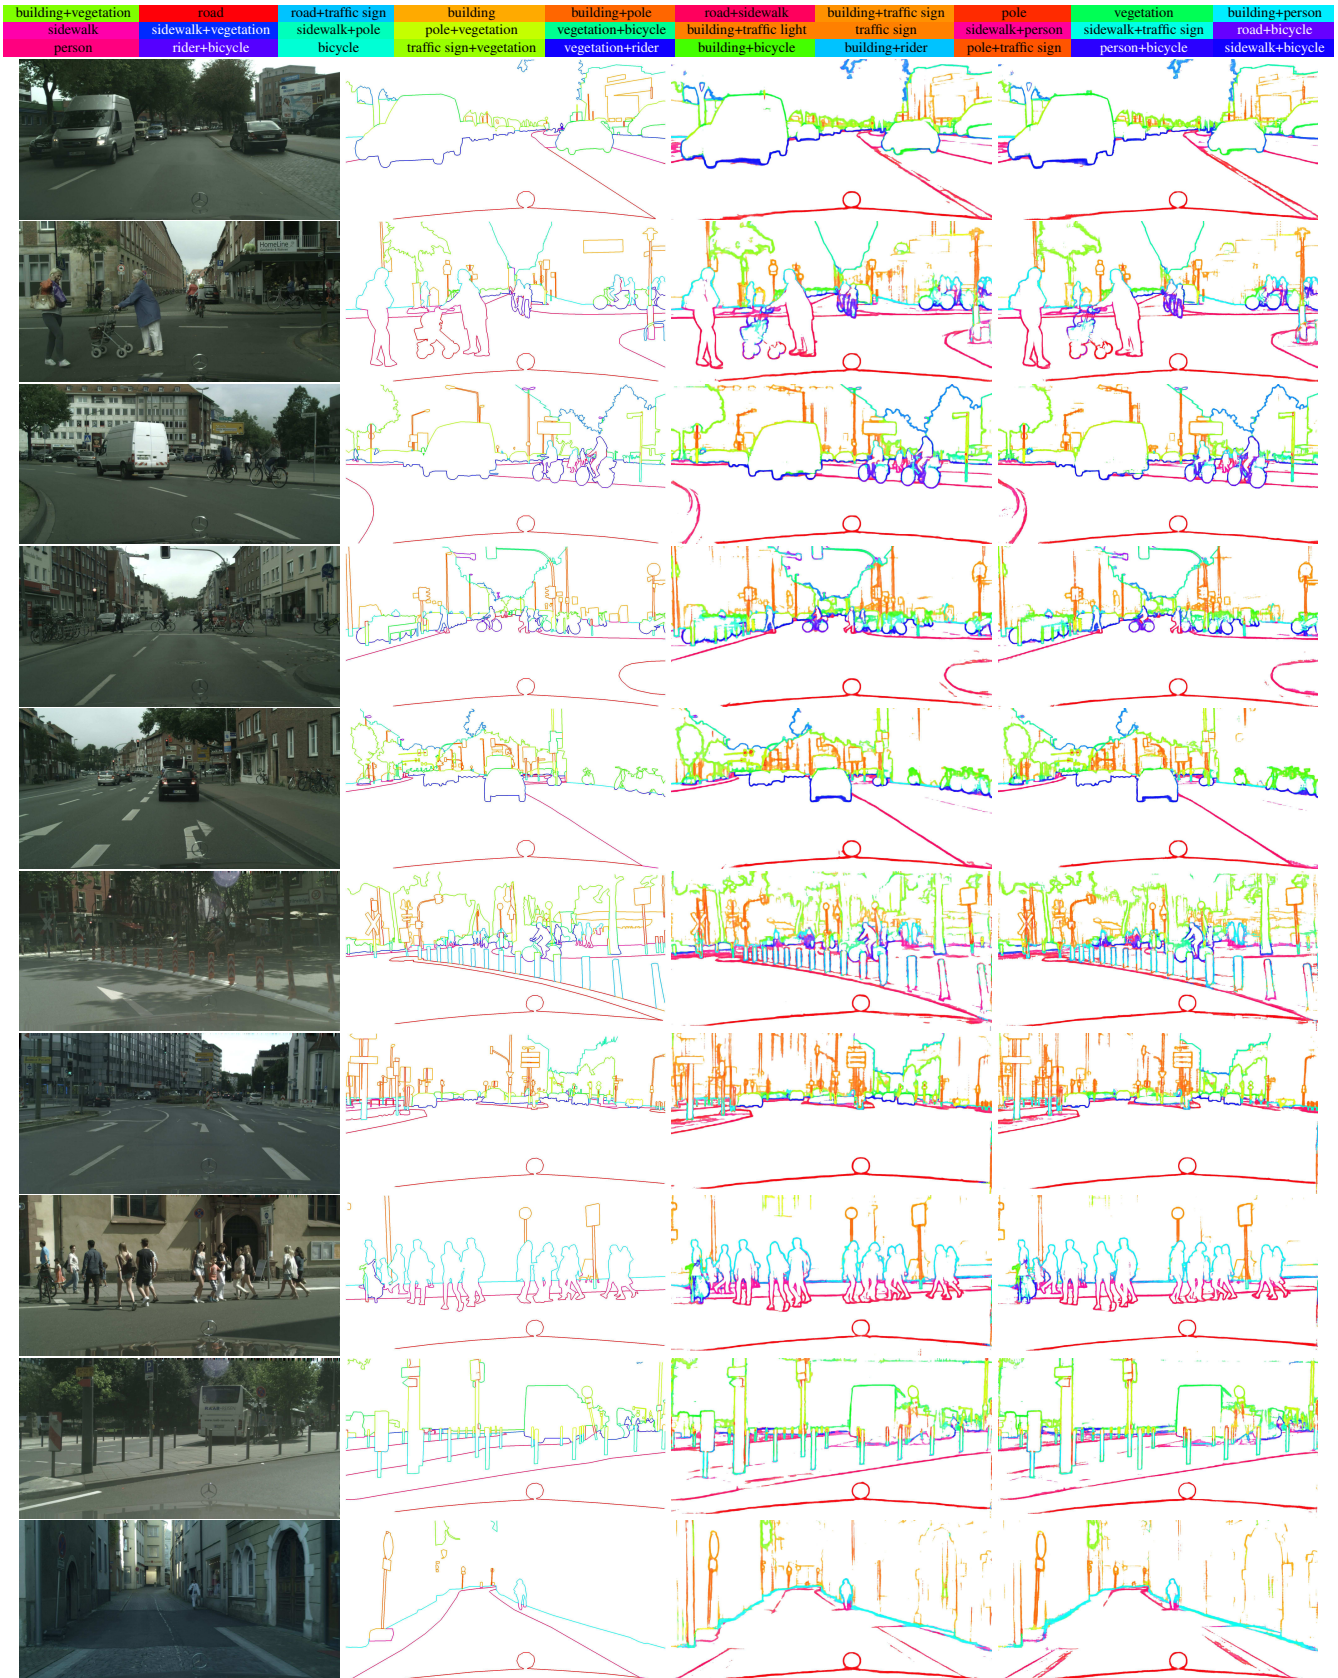 building+vegetation road road+traffic sign building building+pole road+sidewalk building+traffic sign pole vegetation building+person
sidewalk sidewalk+vegetation sidewalk+pole pole+vegetation vegetation+bicycle building+traffic light traffic sign sidewalk+person sidewalk+traffic sign road+bicycle
person rider+bicycle bicycle traffic sign+vegetation vegetation+rider building+bicycle building+rider pole+traffic sign person+bicycle sidewalk+bicycle
HomeLine